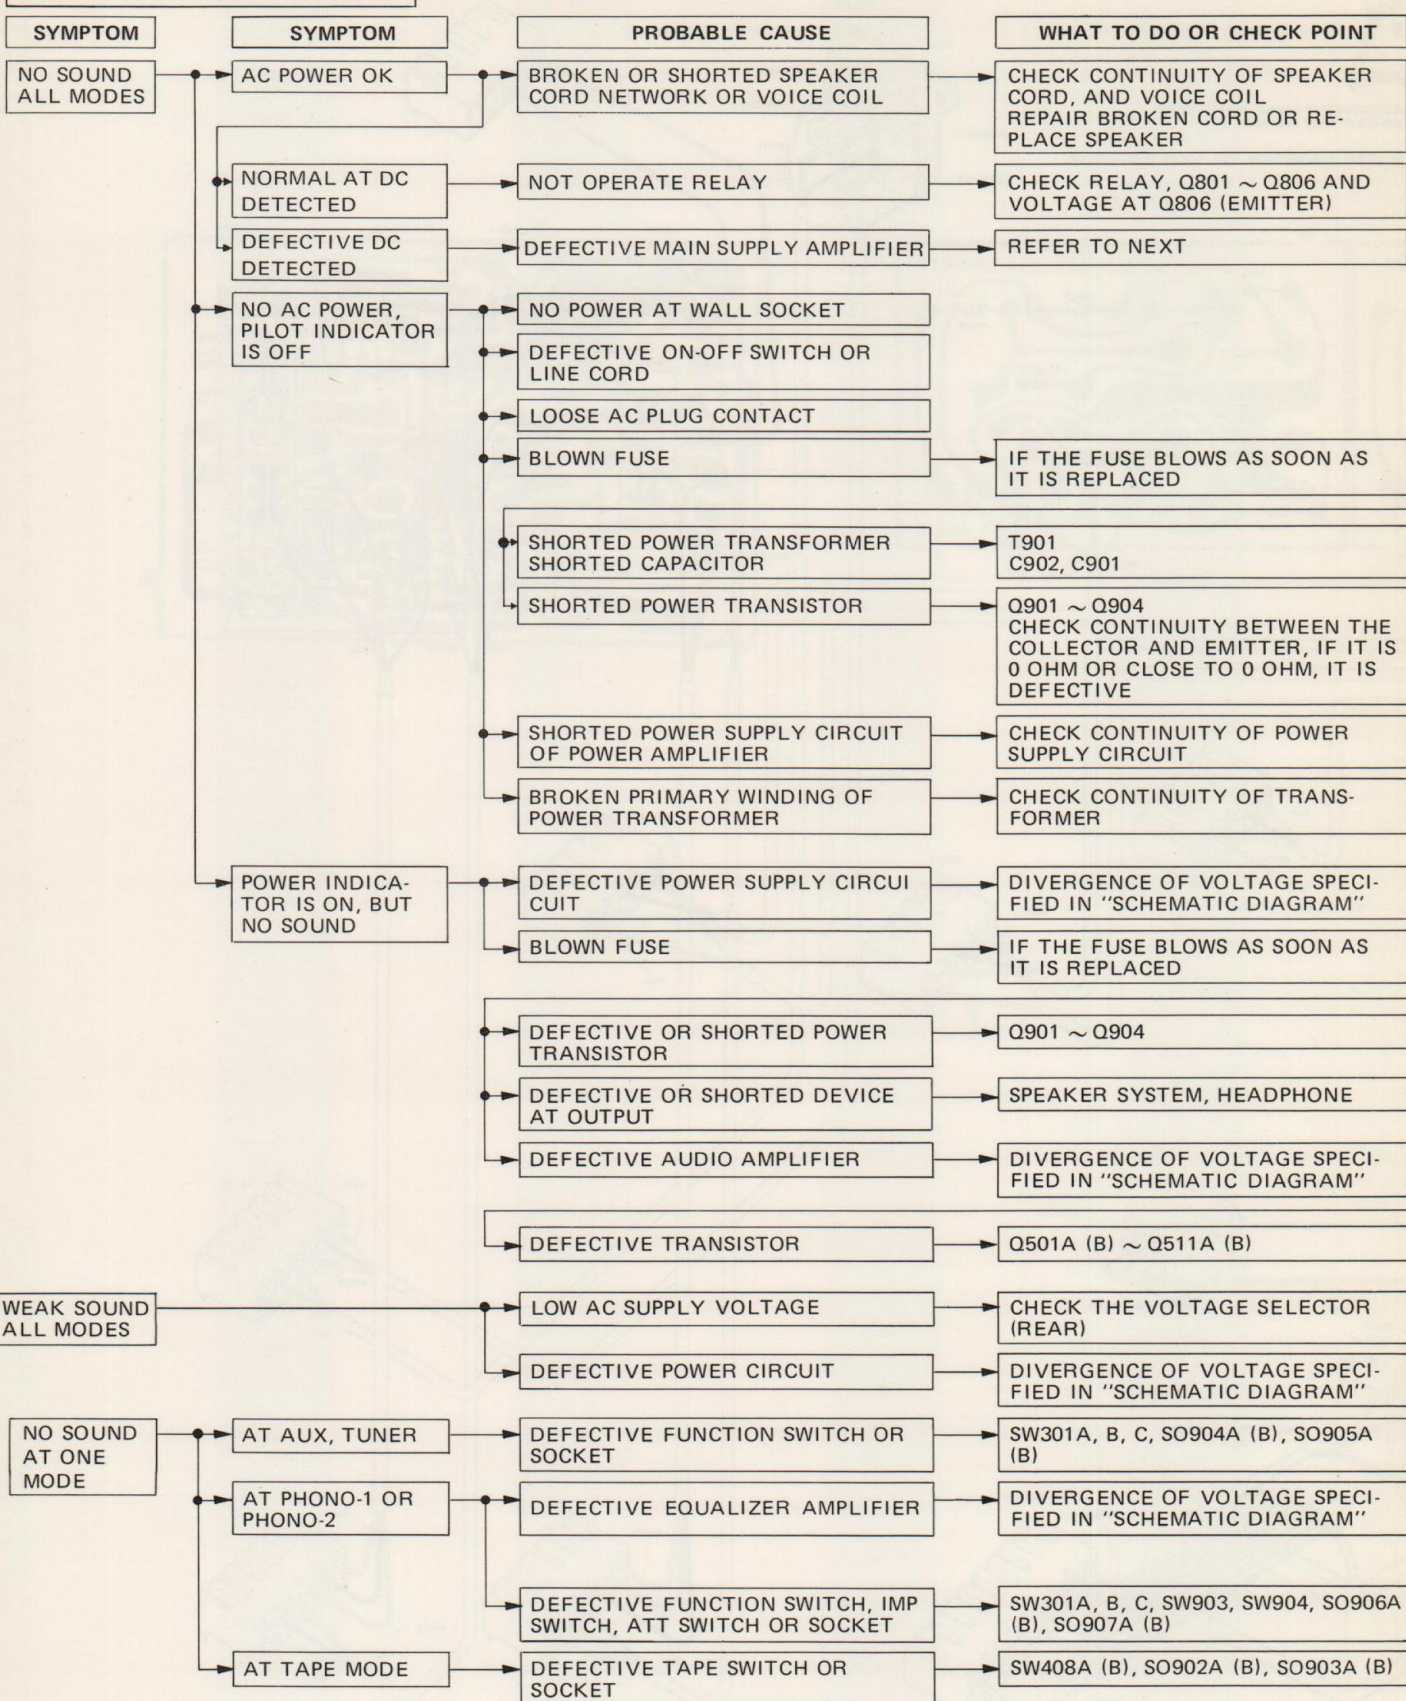 SYMPTOM
SYMPTOM
PROBABLE CAUSE
WHAT TO DO OR CHECK POINT
NO SOUND
ALL MODES
AC POWER OK
BROKEN OR SHORTED SPEAKER
CORD NETWORK OR VOICE COIL
CHECK CONTINUITY OF SPEAKER
CORD, AND VOICE COIL
REPAIR BROKEN CORD OR RE-
PLACE SPEAKER
NORMAL AT DC
DETECTED
NOT OPERATE RELAY
CHECK RELAY, Q801 ~ Q806 AND
VOLTAGE AT Q806 (EMITTER)
DEFECTIVE DC
DETECTED
DEFECTIVE MAIN SUPPLY AMPLIFIER
REFER TO NEXT
NO AC POWER,
PILOT INDICATOR
IS OFF
NO POWER AT WALL SOCKET
DEFECTIVE ON-OFF SWITCH OR
LINE CORD
LOOSE AC PLUG CONTACT
BLOWN FUSE
IF THE FUSE BLOWS AS SOON AS
IT IS REPLACED
SHORTED POWER TRANSFORMER
SHORTED CAPACITOR
T901
C902, C901
SHORTED POWER TRANSISTOR
Q901 ~ Q904
CHECK CONTINUITY BETWEEN THE
COLLECTOR AND EMITTER, IF IT IS
0 OHM OR CLOSE TO 0 OHM, IT IS
DEFECTIVE
SHORTED POWER SUPPLY CIRCUIT
OF POWER AMPLIFIER
CHECK CONTINUITY OF POWER
SUPPLY CIRCUIT
BROKEN PRIMARY WINDING OF
POWER TRANSFORMER
CHECK CONTINUITY OF TRANS-
FORMER
POWER INDICA-
TOR IS ON, BUT
NO SOUND
DEFECTIVE POWER SUPPLY CIRCUI
CUIT
DIVERGENCE OF VOLTAGE SPECI-
FIED IN "SCHEMATIC DIAGRAM"
BLOWN FUSE
IF THE FUSE BLOWS AS SOON AS
IT IS REPLACED
DEFECTIVE OR SHORTED POWER
TRANSISTOR
Q901 ~ Q904
DEFECTIVE OR SHORTED DEVICE
AT OUTPUT
SPEAKER SYSTEM, HEADPHONE
DEFECTIVE AUDIO AMPLIFIER
DIVERGENCE OF VOLTAGE SPECI-
FIED IN "SCHEMATIC DIAGRAM"
DEFECTIVE TRANSISTOR
Q501A (B) ~ Q511A (B)
WEAK SOUND
ALL MODES
LOW AC SUPPLY VOLTAGE
CHECK THE VOLTAGE SELECTOR
(REAR)
DEFECTIVE POWER CIRCUIT
DIVERGENCE OF VOLTAGE SPECI-
FIED IN "SCHEMATIC DIAGRAM"
NO SOUND
AT ONE
MODE
AT AUX, TUNER
DEFECTIVE FUNCTION SWITCH OR
SOCKET
SW301A, B, C, SO904A (B), SO905A
(B)
AT PHONO-1 OR
PHONO-2
DEFECTIVE EQUALIZER AMPLIFIER
DIVERGENCE OF VOLTAGE SPECI-
FIED IN "SCHEMATIC DIAGRAM"
DEFECTIVE FUNCTION SWITCH, IMP
SWITCH, ATT SWITCH OR SOCKET
SW301A, B, C, SW903, SW904, SO906A
(B), SO907A (B)
AT TAPE MODE
DEFECTIVE TAPE SWITCH OR
SOCKET
SW408A (B), SO902A (B), SO903A (B)